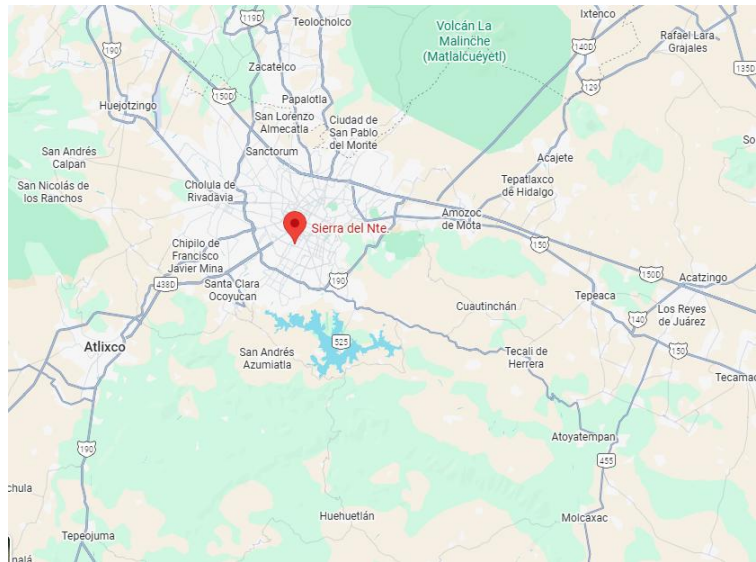 119D
Teolocholco
Ixtenco
190
Volcán La
Malinche
(Matlalcuéyetl)
140D
Rafael Lara
Grajales
Zacatelco
135D
150D
129
Huejotzingo
Papalotla
San Lorenzo
Almecatla
Ciudad de
San Pablo
del Monte
So
San Andrés
Calpan
Sanctorum
Acajete
San Nicolás de
los Ranchos
Cholula de
Rivadavia
Tepatlaxco
de Hidalgo
Sierra del Nte.
Amozoc
de Mota
Chipilo de
Francisco
Javier Mina
150
438D
Santa Clara
Ocoyucan
190
150D
Acatzingo
Cuautinchán
Tepeaca
Los Reyes
de Juárez
140
Atlixco
San Andrés
Azumiatla
525
Tecali de
Herrera
150
Tecamac
Atoyatempan
190
455
chula
Huehuetlán
Molcaxac
Tepeojuma
nalá